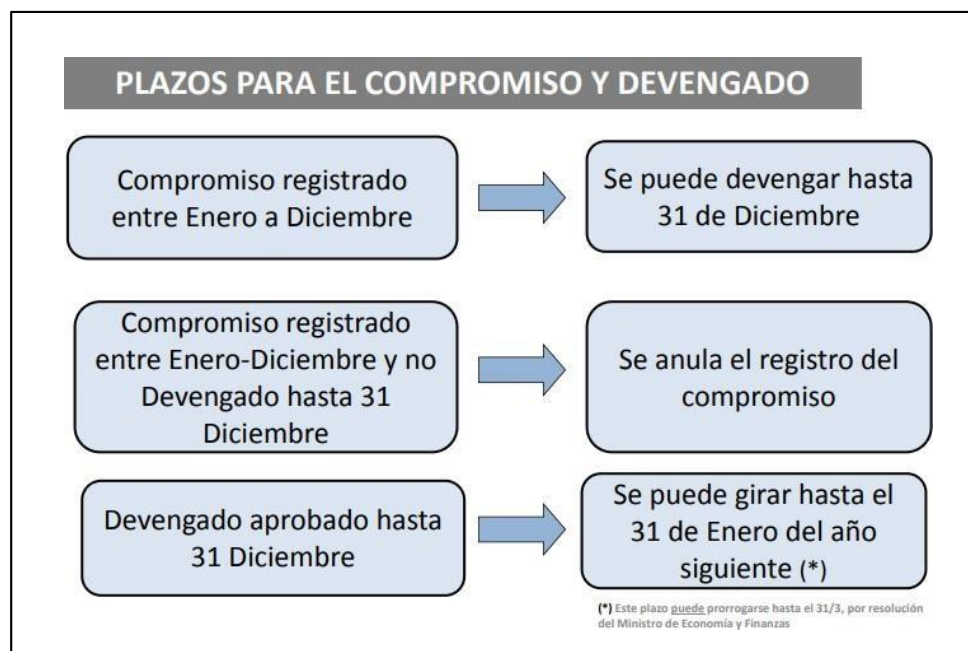 PLAZOS PARA EL COMPROMISO Y DEVENGADO
Compromiso registrado
entre Enero a Diciembre
Se puede devengar hasta
31 de Diciembre
Compromiso registrado
entre Enero-Diciembre y no
Devengado hasta 31
Diciembre
Se anula el registro del
compromiso
Devengado aprobado hasta
31 Diciembre
Se puede girar hasta el
31 de Enero del año
siguiente (*)
(*) Este plazo puede prorrogarse hasta el 31/3, por resolución
del Ministro de Economía y Finanzas